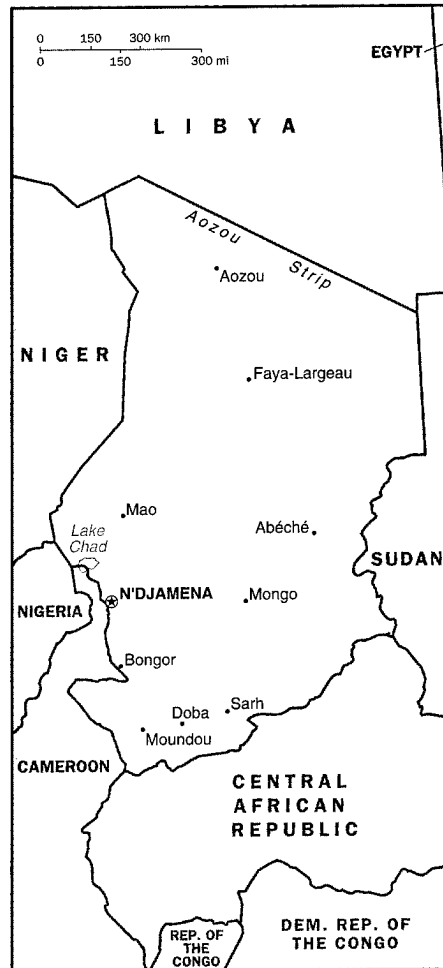 0 150 300 km
0 150 300 mi
EGYPT
LIBYA
Aozou
Strip
Aozou
NIGER
Faya-Largeau
Mao
Lake
Chad
Abéché
SUDAN
N'DJAMENA
Mongo
NIGERIA
Bongor
Sarh
Doba
Moundou
CAMEROON
CENTRAL
AFRICAN
REPUBLIC
REP. OF
THE
CONGO
DEM. REP. OF
THE CONGO